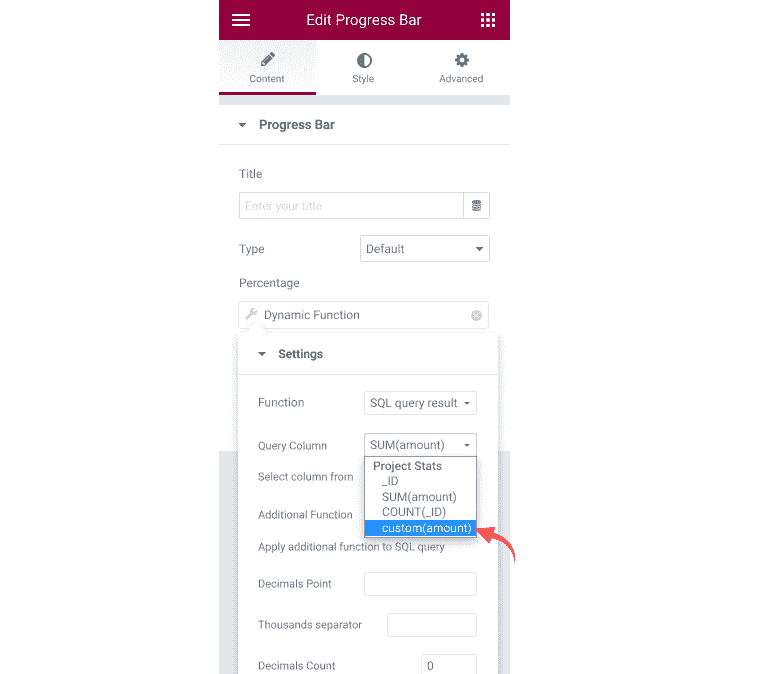 Edit Progress Bar
Content
Style
Advanced
Progress Bar
Title
Enter your title
Type
Default
Percentage
Dynamic Function
Settings
Function
SQL query result
Query Column
SUM(amount)
Project Stats
Select column from
_ID
SUM(amount)
Additional Function
COUNT(_ID)
custom(amount)
Apply additional function to SQL query
Decimals Point
Thousands separator
Decimals Count
0